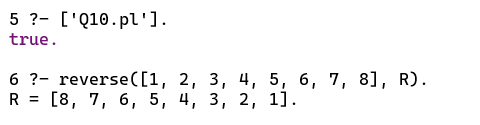 5 ?- ['Q10.pl'].
true.
6 ?- reverse([1, 2, 3, 4, 5, 6, 7, 8], R).
R = [8, 7, 6, 5, 4, 3, 2, 1].